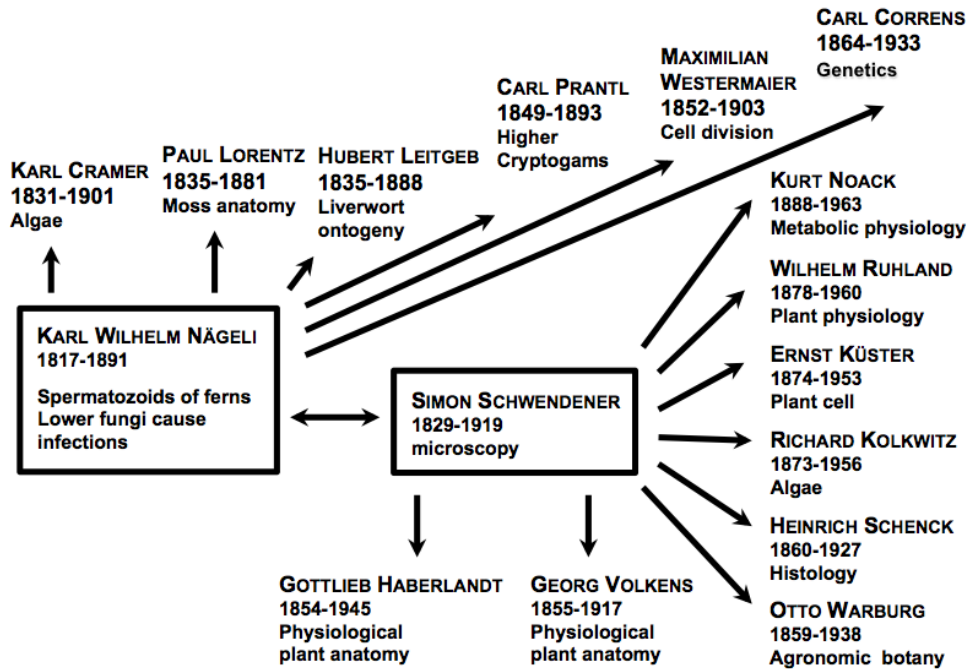 CARL CORRENS
1864-1933
Genetics
MAXIMILIAN
WESTERMAIER
1852-1903
Cell division
CARL PRANTL
1849-1893
Higher
Cryptogams
HUBERT LEITGEB
1835-1888
Liverwort
ontogeny
PAUL LORENTZ
1835-1881
Moss anatomy
KARL CRAMER
1831-1901
Algae
KARL WILHELM NÄGELI
1817-1891
Spermatozoids of ferns
Lower fungi cause
infections
SIMON SCHWENDENER
1829-1919
microscopy
KURT NOACK
1888-1963
Metabolic physiology
WILHELM RUHLAND
1878-1960
Plant physiology
ERNST KÜSTER
1874-1953
Plant cell
RICHARD KOLKWITZ
1873-1956
Algae
HEINRICH SCHENCK
1860-1927
Histology
OTTO WARBURG
1859-1938
Agronomic botany
GOTTLIEB HABERLANDT
1854-1945
Physiological
plant anatomy
GEORG VOLKENS
1855-1917
Physiological
plant anatomy